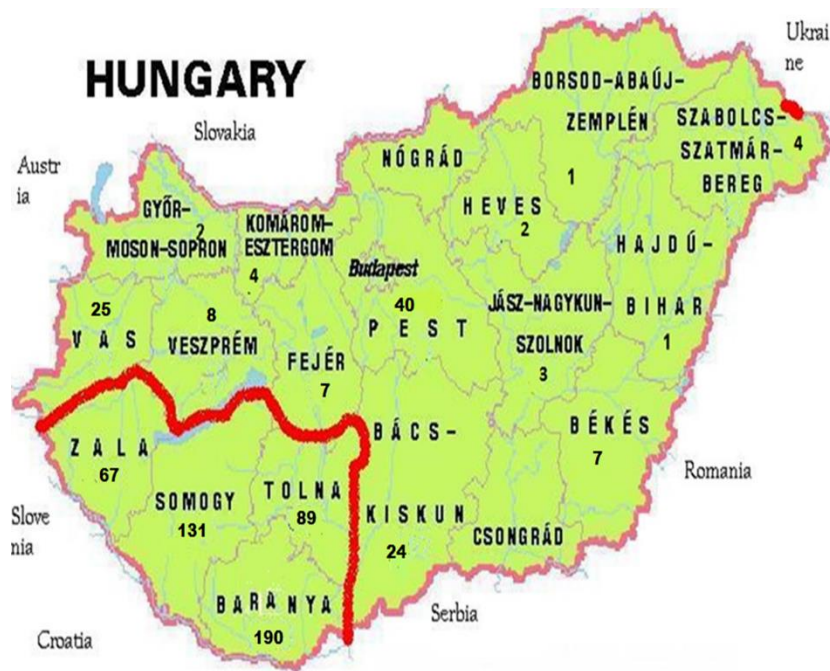 HUNGARY
Slovakia
Ukrai
ne
Austr
ia
BORSOD-ABAÚJ-
ZEMPLÉN
1
SZABOLCS-
SZATMÁR-
BEREG
4
NÓGRÁD
HEVES
2
GYŐR-
MOSON-SOPRON
2
KOMÁROM-
ESZTERGOM
4
Budapest
40
PEST
HAJDÚ-
BIHAR
1
JÁSZ-NAGYKUN-
SZOLNOK
3
25
VAS
8
VESZPRÉM
FEJÉR
7
BÁCS-
KISKUN
24
BÉKÉS
7
Romania
ZALA
67
SOMOGY
131
TOLNA
89
CSONGRÁD
Slove
nia
BARANYA
190
Serbia
Croatia